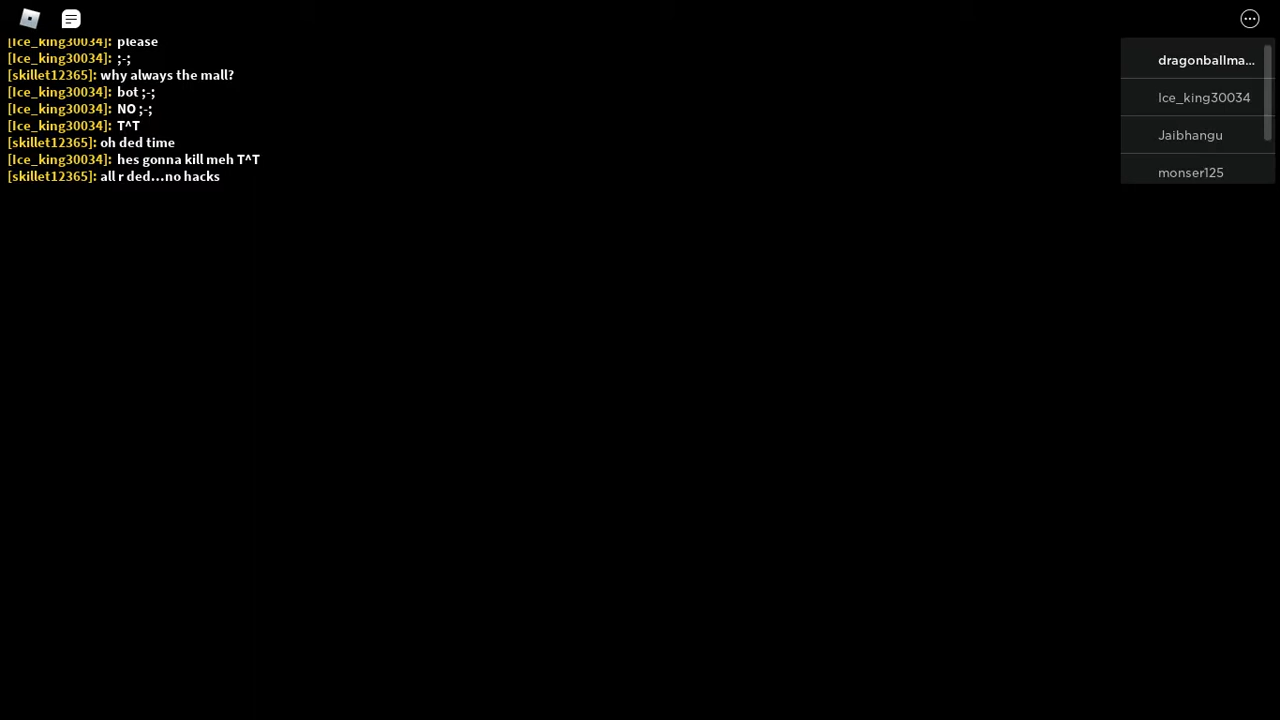 [Ice_king30034]: please
[Ice_king30034]: ;-;
[skillet12365]: why always the mall?
[Ice_king30034]: bot ;-;
[Ice_king30034]: NO ;-;
[Ice_king30034]: T^T
[skillet12365]: oh ded time
[Ice_king30034]: hes gonna kill meh T^T
[skillet12365]: all r ded...no hacks
dragonballma...
Ice_king30034
Jaibhangu
monser125